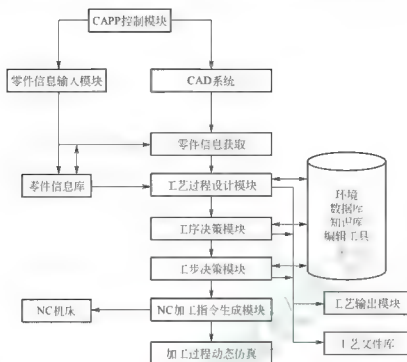 CAPP控制模块
零件信息输入模块
CAD系统
零件信息获取
零件信息库
工艺过程设计模块
环境
数据库
知识库
编辑工具
工序决策模块
工步决策模块
NC机床
NC加工指令生成模块
工艺输出模块
加工过程动态仿真
工艺文件库